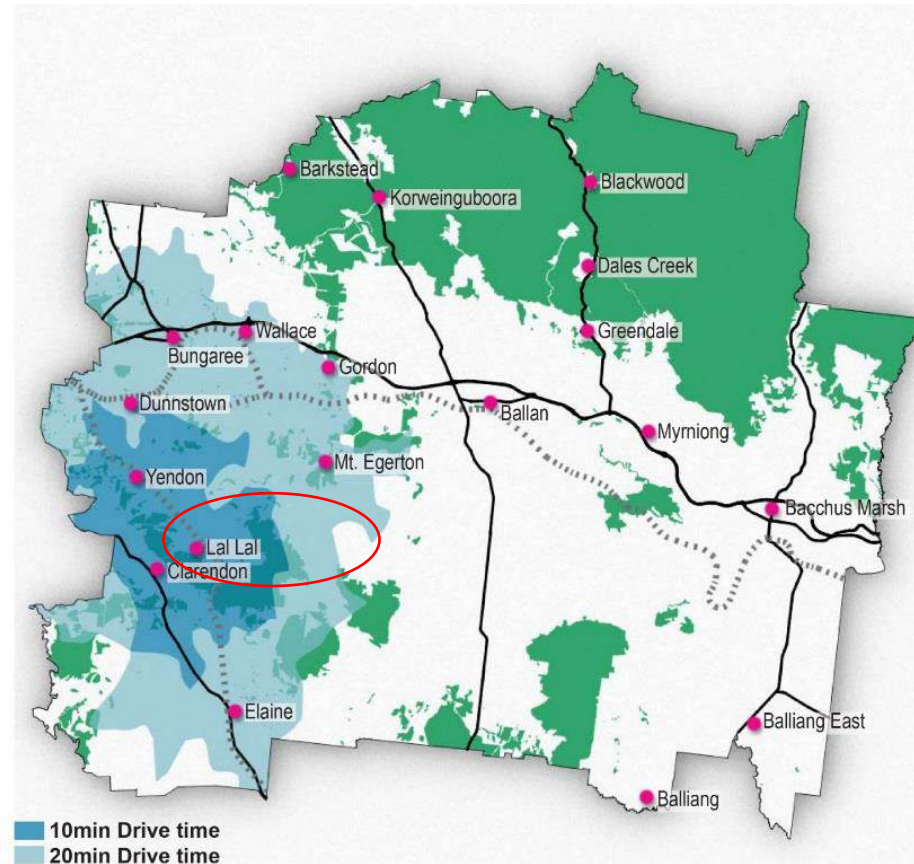 Barkstead
Korweinguboora
Blackwood
Dales Creek
Greendale
Wallace
Bungaree
Gordon
Dunnstown
Ballan
Myrniong
Mt. Egerton
Yendon
Bacchus Marsh
Lal Lal
Clarendon
Elaine
Balliang East
Balliang
10min Drive time
20min Drive time